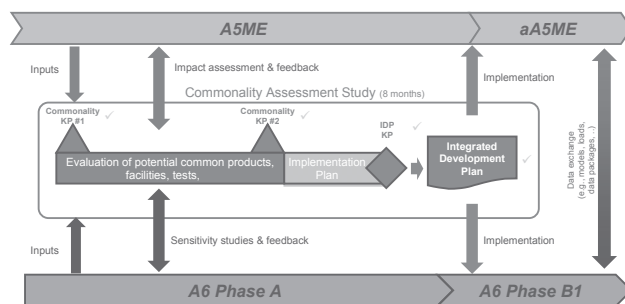 A5ME
aA5ME
Inputs
Impact assessment & feedback
Implementation
Commonality Assessment Study (8 months)
Commonality
KP #1
Commonality
KP #2
IDP
KP
Evaluation of potential common products,
facilities, tests,
Implementation
Plan
Integrated
Development
Plan
Data exchange
(e.g., models, loads,
data packages, ..)
Inputs
Sensitivity studies & feedback
Implementation
A6 Phase A
A6 Phase B1